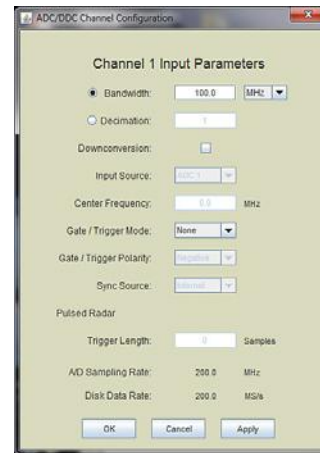 ADC/DDC Channel Configuration
Channel 1 Input Parameters
Bandwidth: 100.0 MHz
Decimation: 1
Downconversion:
Input Source: ADC 1
Center Frequency: 0.0 MHz
Gate / Trigger Mode: None
Gate / Trigger Polarity: Negative
Sync Source: Internal
Pulsed Radar
Trigger Length: 0 Samples
A/D Sampling Rate: 200.0 MHz
Disk Data Rate: 200.0 MS/s
OK Cancel Apply